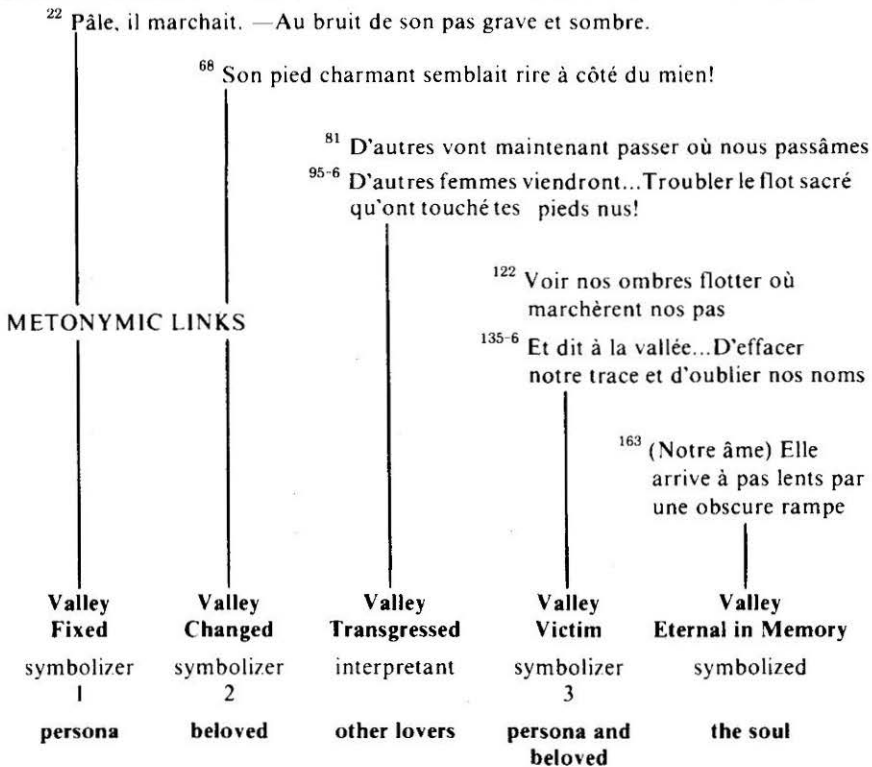 22 Pâle, il marchait. —Au bruit de son pas grave et sombre.
68 Son pied charmant semblait rire à côté du mien!
81 D'autres vont maintenant passer où nous passâmes
95-6 D'autres femmes viendront...Troubler le flot sacré
qu'ont touché tes pieds nus!
122 Voir nos ombres flotter où
marchèrent nos pas
METONYMIC LINKS
135-6 Et dit à la vallée...D'effacer
notre trace et d'oublier nos noms
163 (Notre âme) Elle
arrive à pas lents par
une obscure rampe
Valley Valley Valley Valley Valley
Fixed Changed Transgressed Victim Eternal in Memory
symbolizer symbolizer interpretant symbolizer symbolized
1 2 3
persona beloved other lovers persona and the soul
beloved